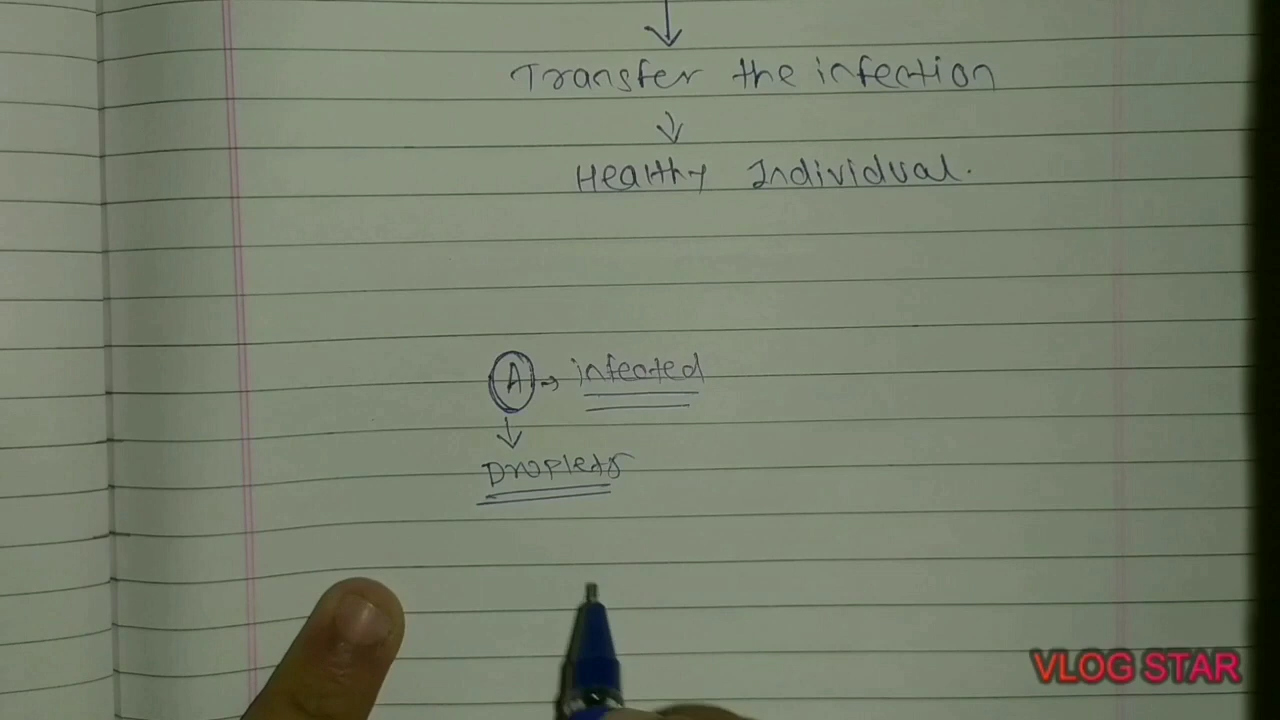 Transfer the infection
Healthy Individual.
A → infected
Droplets
VLOG STAR